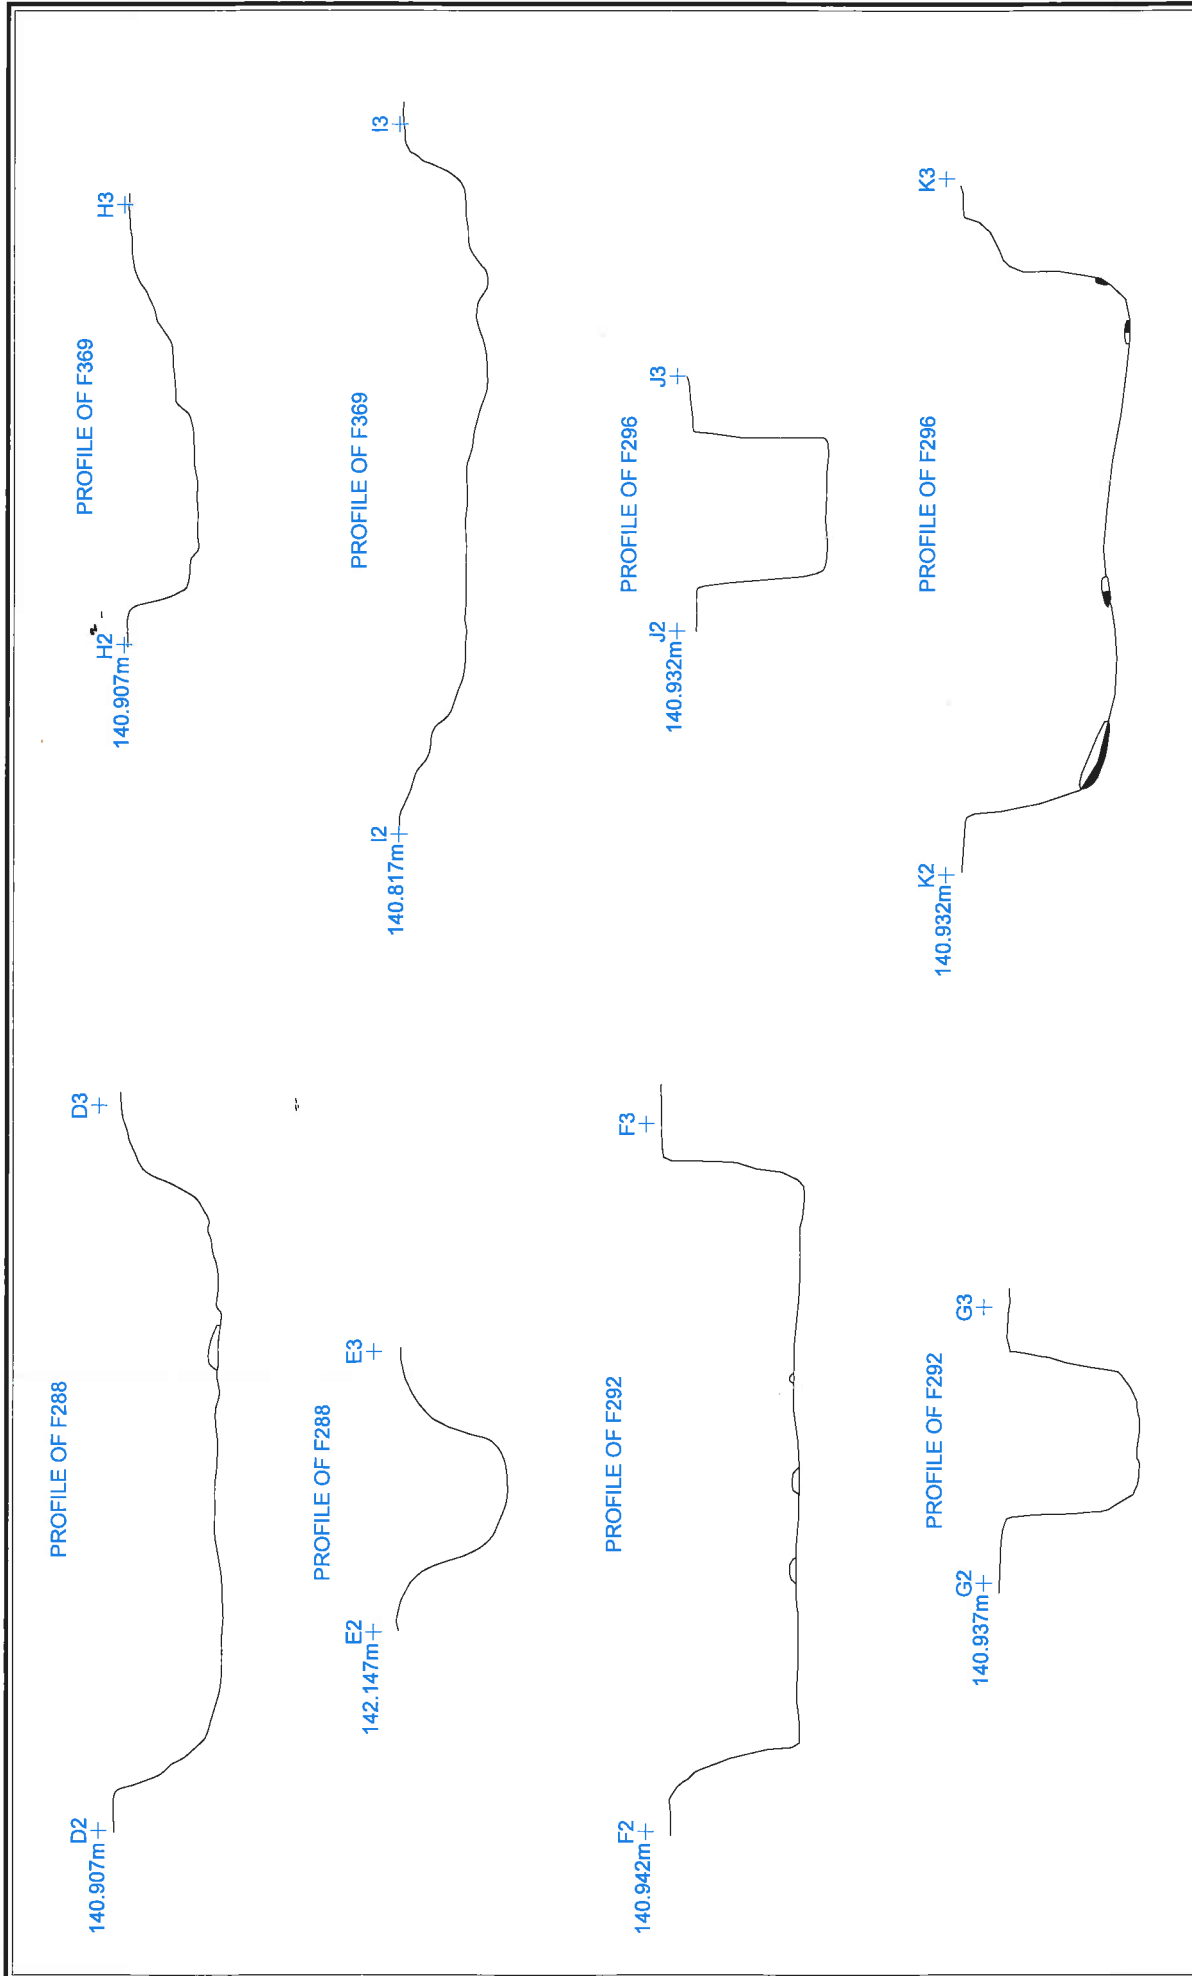 PROFILE OF F288
D2
D3
140.907m
PROFILE OF F288
E2
E3
142.147m
PROFILE OF F292
F2
F3
140.942m
PROFILE OF F292
G2
G3
140.937m
PROFILE OF F369
H2
H3
140.907m
PROFILE OF F369
I2
I3
140.817m
PROFILE OF F296
J2
J3
140.932m
PROFILE OF F296
K2
K3
140.932m